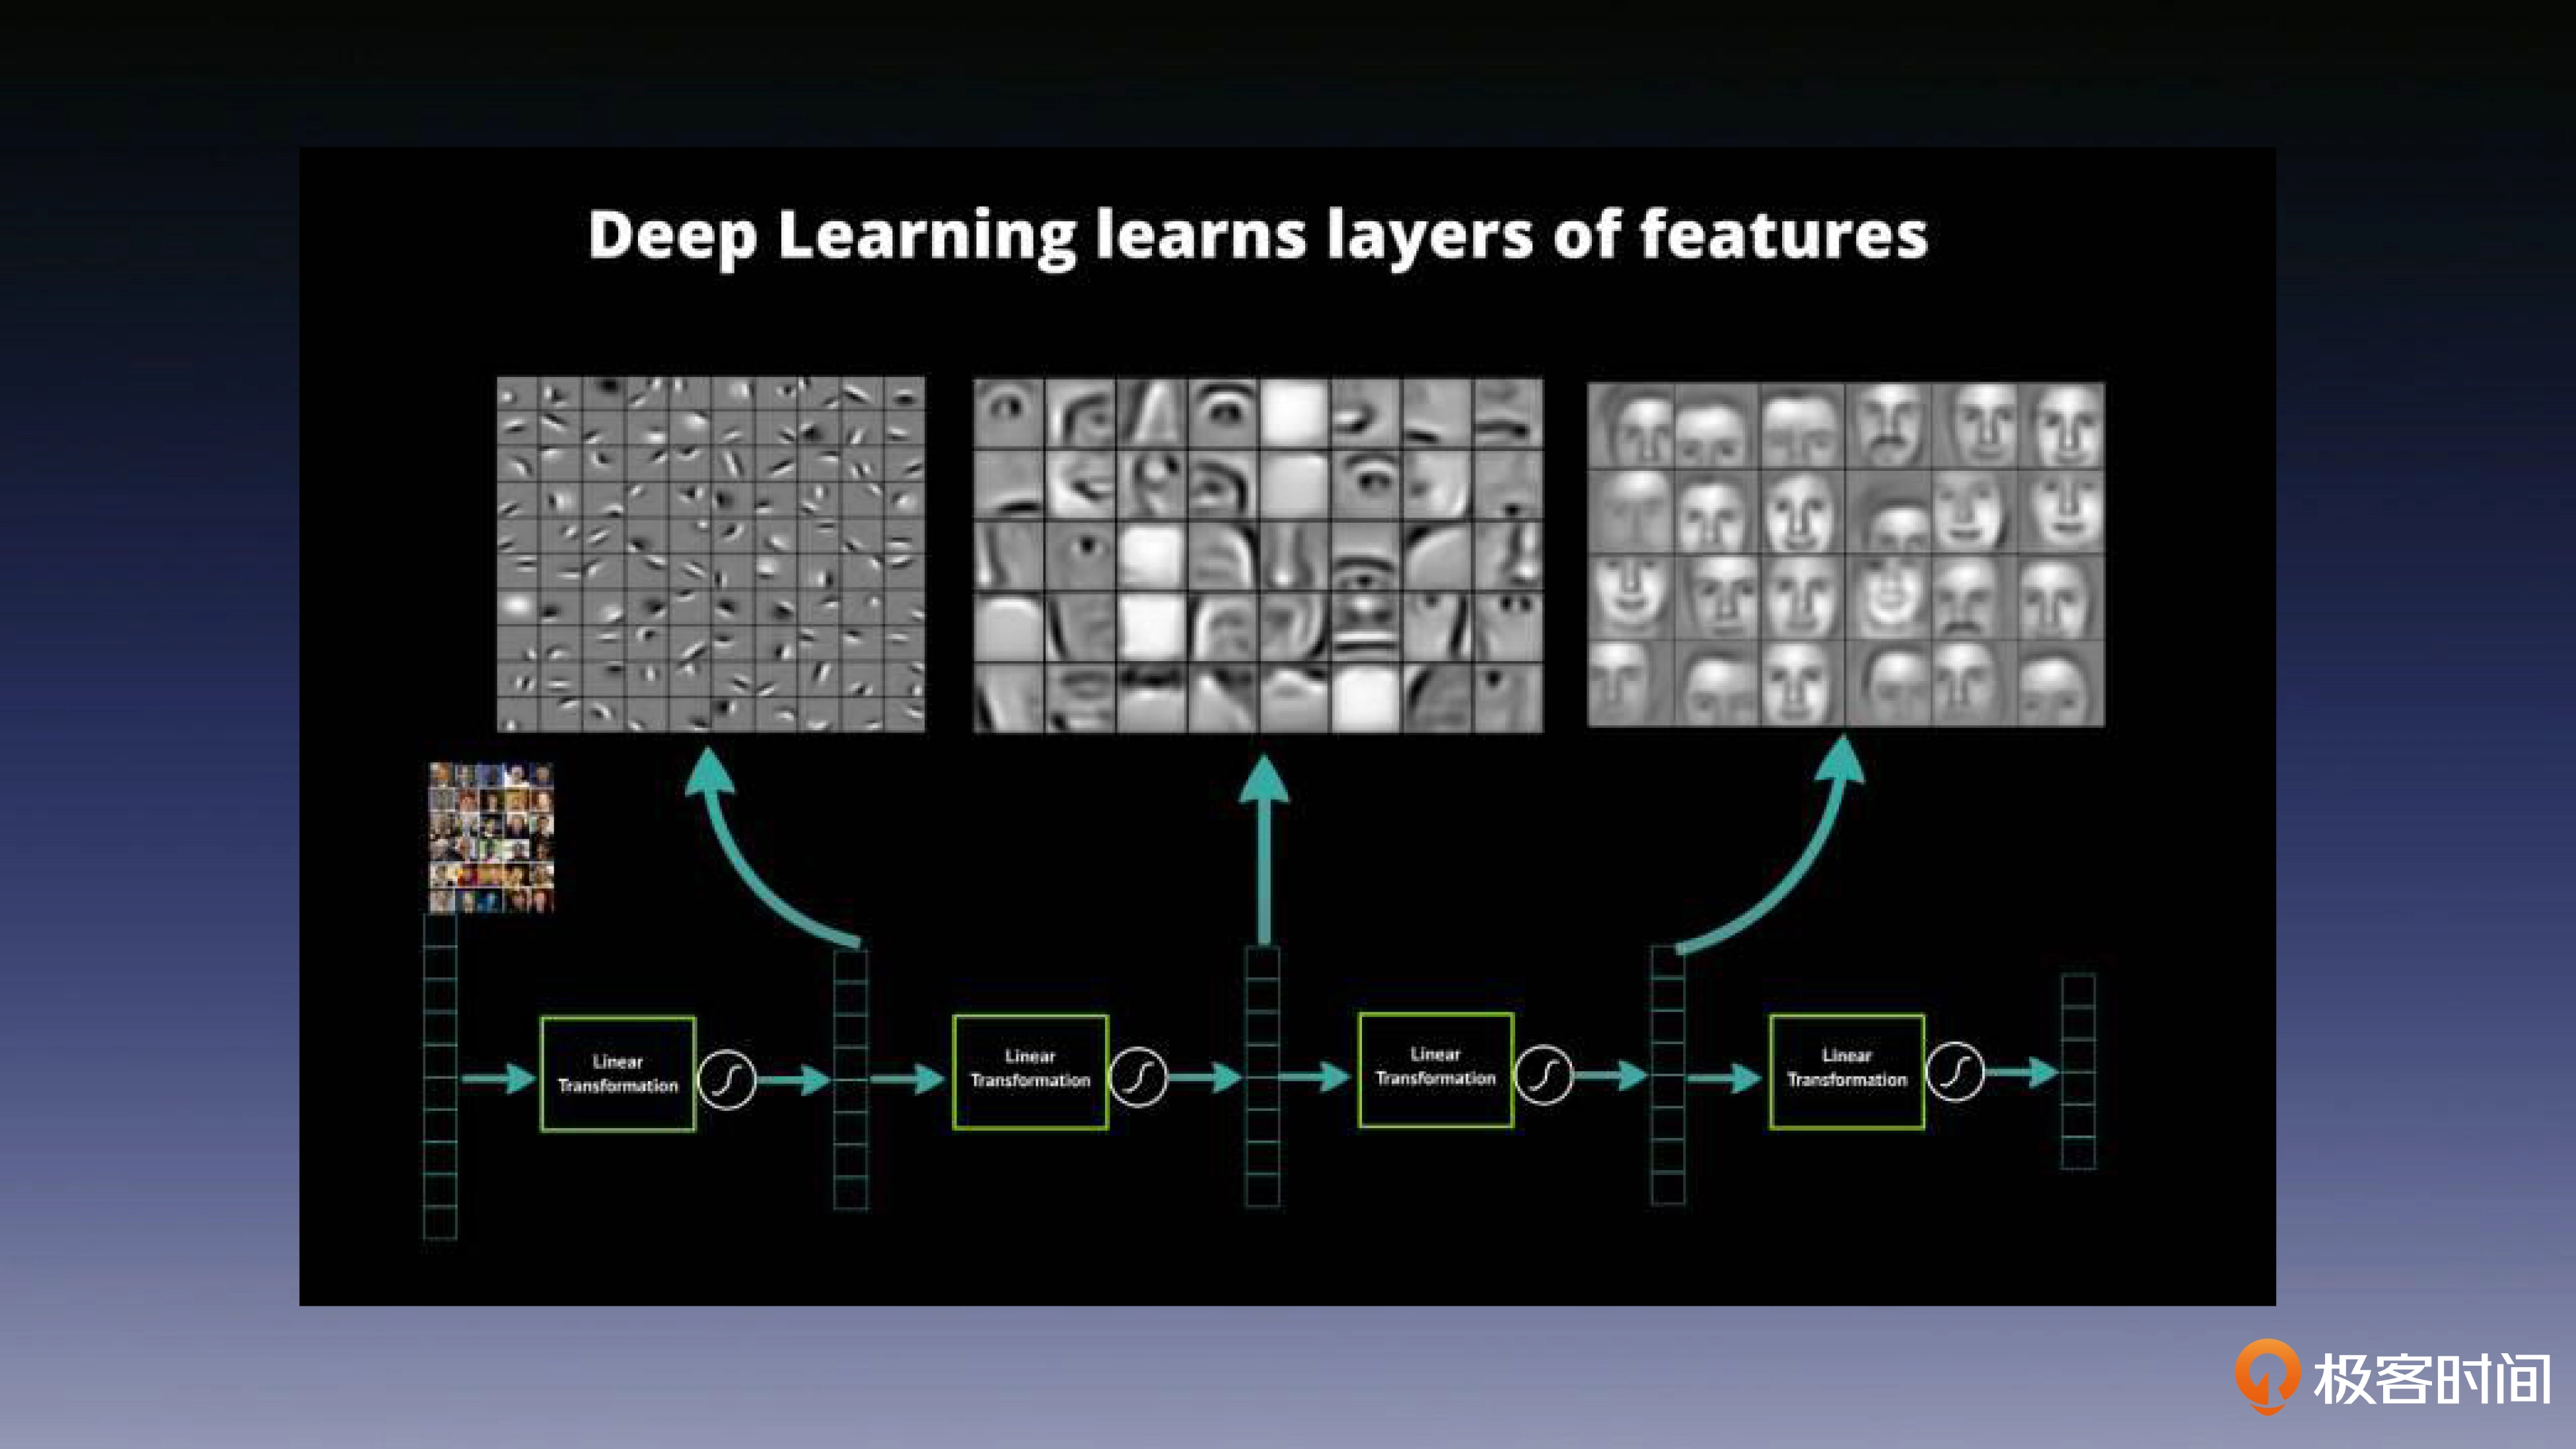 Deep Learning learns layers of features
Linear
Transformation
Linear
Transformation
Linear
Transformation
Linear
Transformation
极客时间